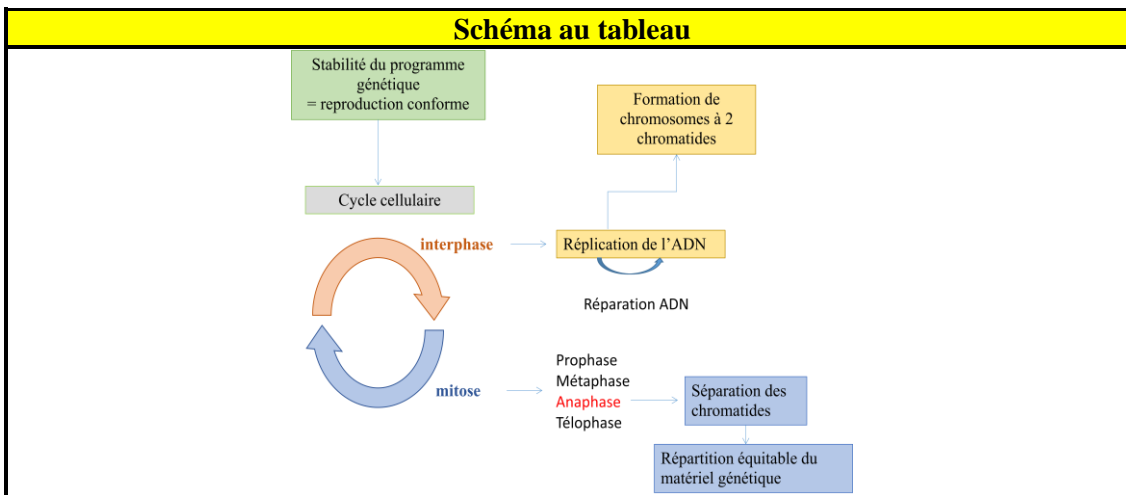 Schéma au tableau
Stabilité du programme
génétique
= reproduction conforme
Formation de
chromosomes à 2
chromatides
Cycle cellulaire
interphase
Réplication de l'ADN
Réparation ADN
mitose
Prophase
Métaphase
Anaphase
Télophase
Séparation des
chromatides
Répartition équitable du
matériel génétique